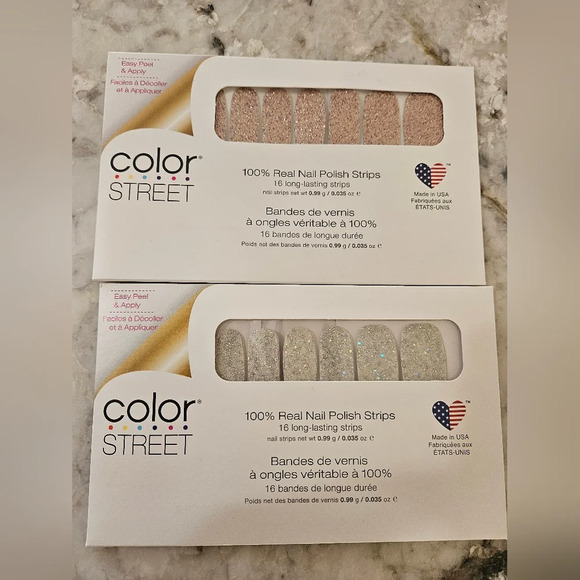 Easy Peel
& Apply
Faciles à Décoller
et à Appliquer
color®
STREET
100% Real Nail Polish Strips
16 long-lasting strips
nail strips net wt 0.99 g / 0.035 oz ℮
Bandes de vernis
à ongles véritable à 100%
16 bandes de longue durée
Poids net des bandes de vernis 0.99 g / 0.035 oz ℮
TM
Made in USA
Fabriquées aux
ÉTATS-UNIS
Easy Peel
& Apply
Faciles à Décoller
et à Appliquer
color®
STREET
100% Real Nail Polish Strips
16 long-lasting strips
nail strips net wt 0.99 g / 0.035 oz ℮
Bandes de vernis
à ongles véritable à 100%
16 bandes de longue durée
Poids net des bandes de vernis 0.99 g / 0.035 oz ℮
TM
Made in USA
Fabriquées aux
ÉTATS-UNIS